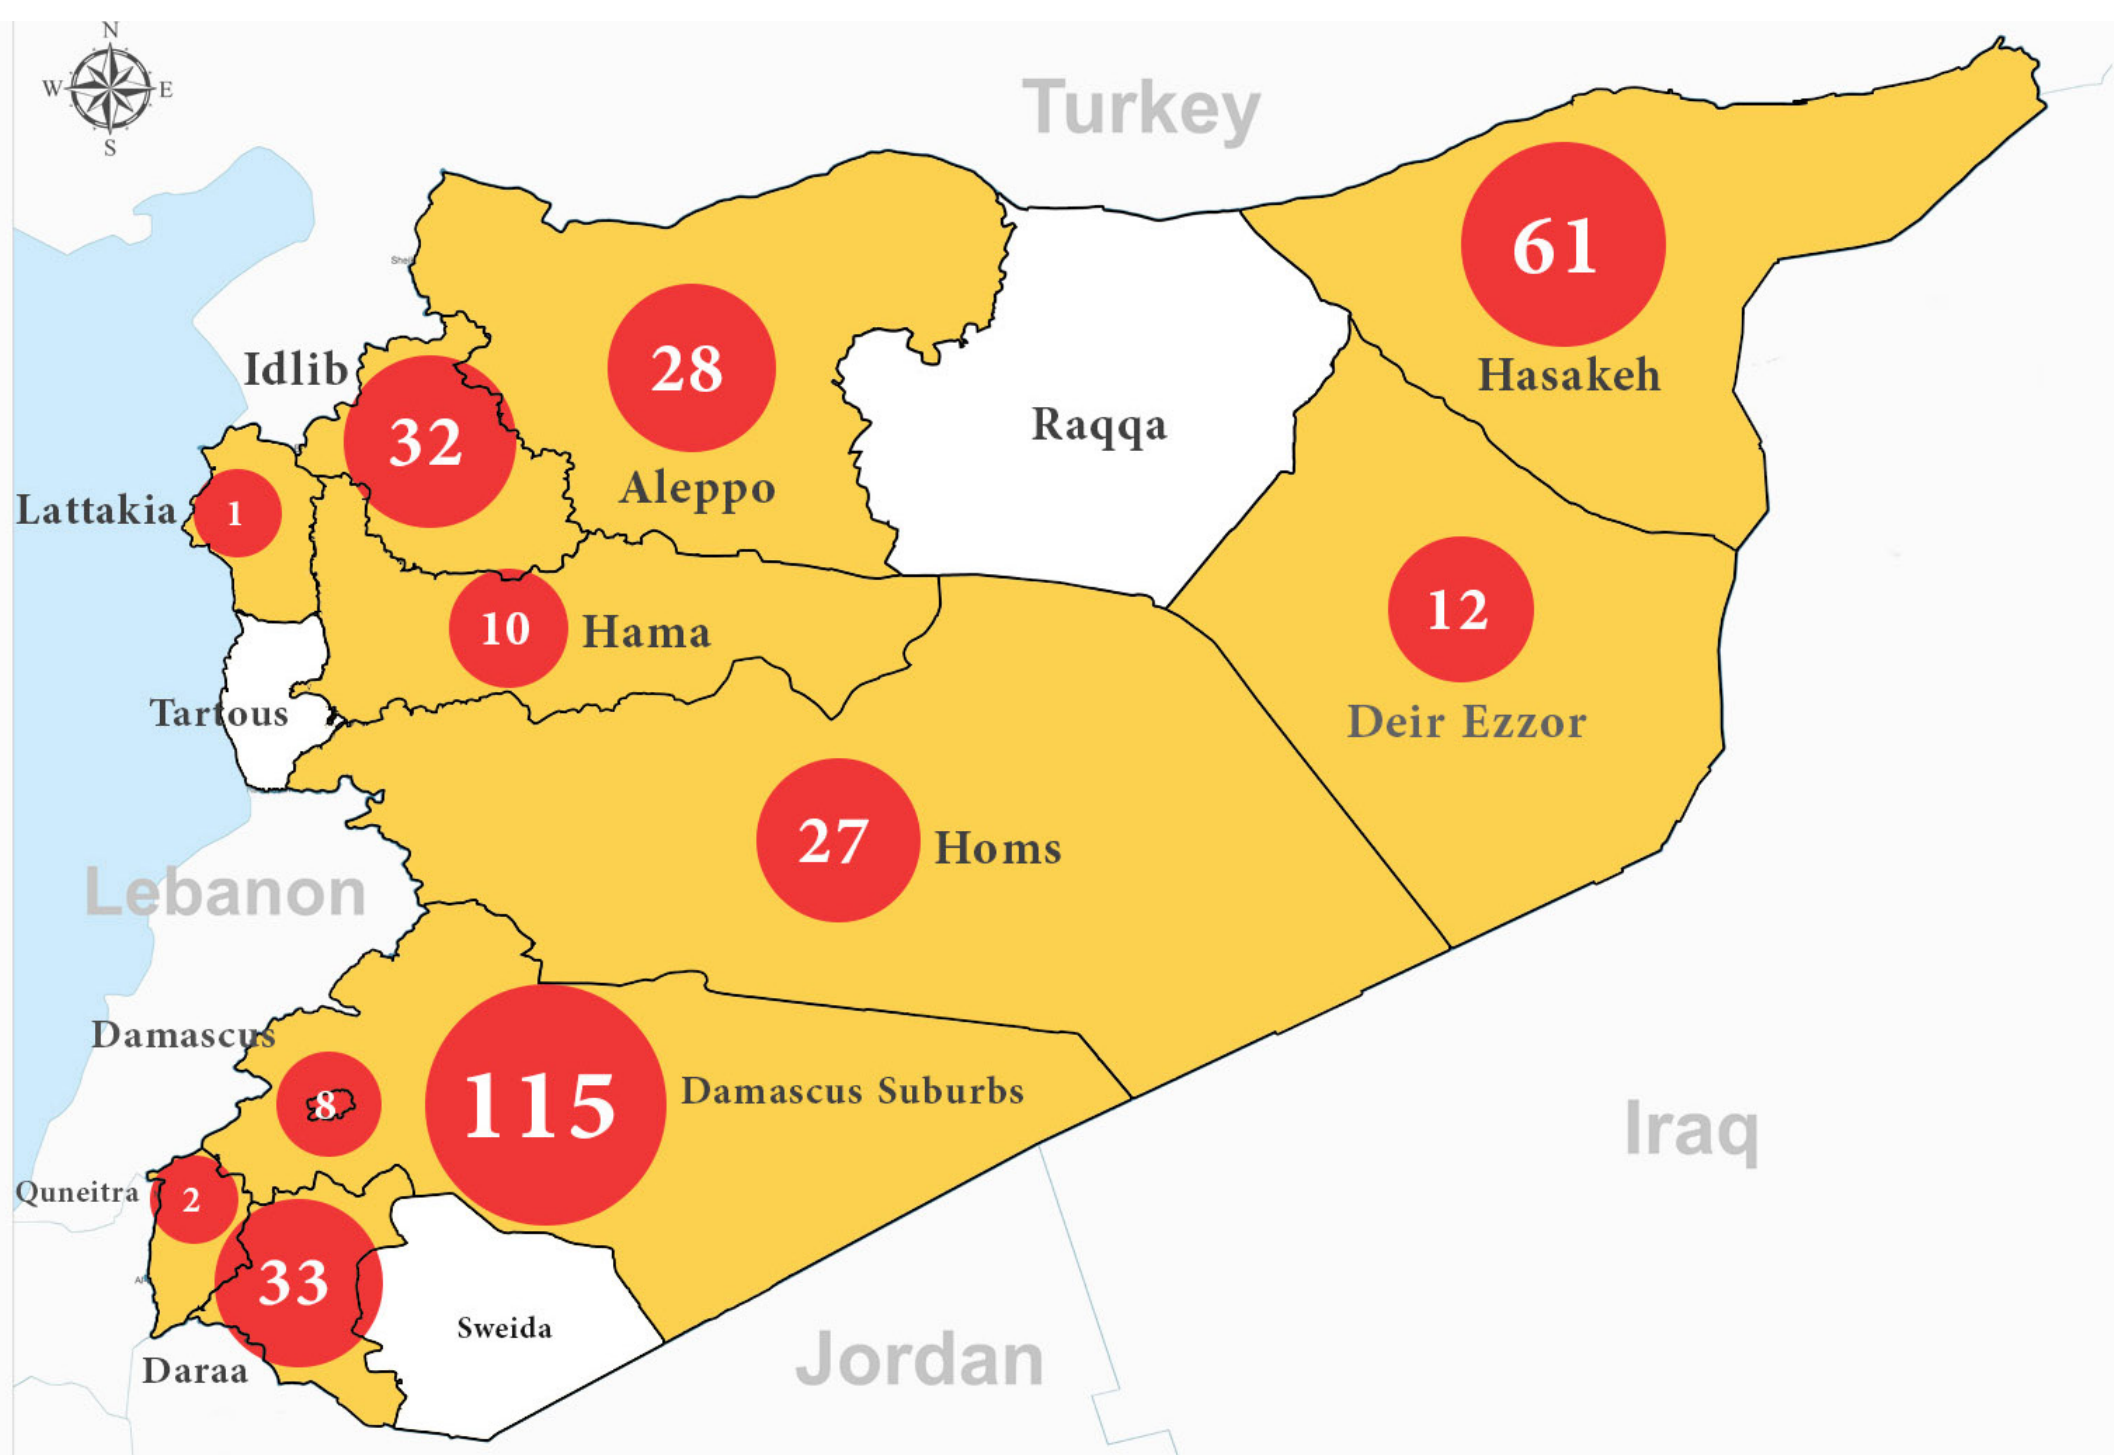 N
W
E
S
Turkey
61
Hasakeh
Idlib
28
Aleppo
Raqqa
32
Lattakia
1
10
Hama
12
Deir Ezzor
Tartous
27
Homs
Lebanon
Damascus
8
115
Damascus Suburbs
Iraq
Quneitra
2
33
Sweida
Daraa
Jordan